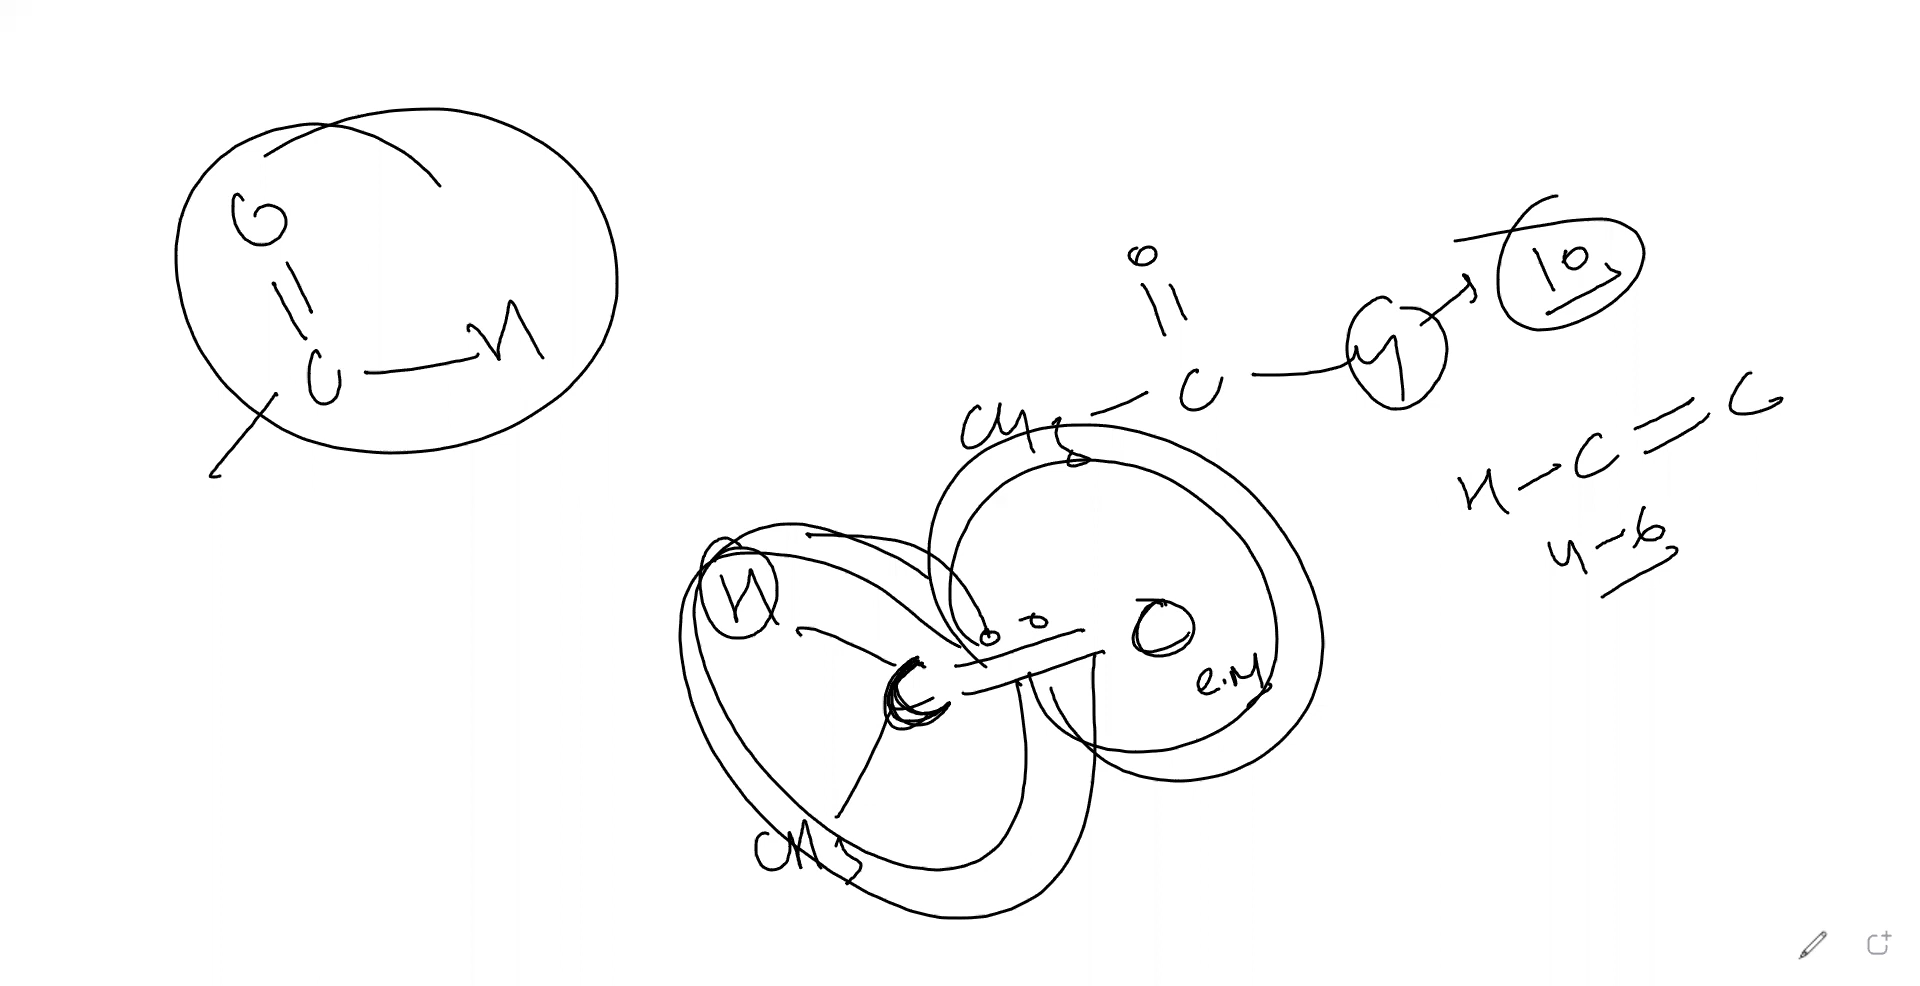 O
||
C — H
O
||
CH3 — C — H → 10
H — C = C
4 – 6
H
C = O
e.N
CH3